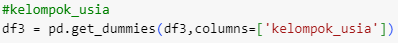 #kelompok_usia
df3 = pd.get_dummies(df3,columns=['kelompok_usia'])